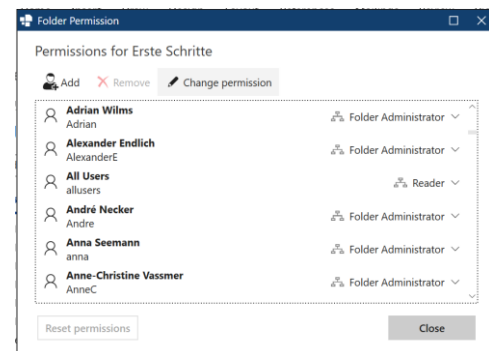 Folder Permission
Permissions for Erste Schritte
Add Remove Change permission
Adrian Wilms
Adrian
Folder Administrator
Alexander Endlich
AlexanderE
Folder Administrator
All Users
allusers
Reader
André Necker
Andre
Folder Administrator
Anna Seemann
anna
Folder Administrator
Anne-Christine Vassmer
AnneC
Folder Administrator
Reset permissions Close